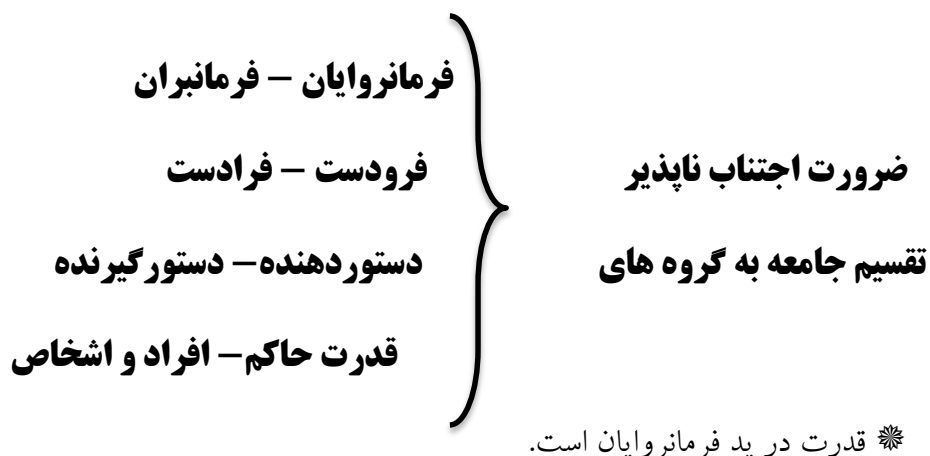 ضرورت اجتناب ناپذیر
تقسیم جامعه به گروه های
فرمانروایان – فرمانبران
فرودست – فرادست
دستوردهنده– دستورگیرنده
قدرت حاکم– افراد و اشخاص
❃ قدرت در ید فرمانروایان است.